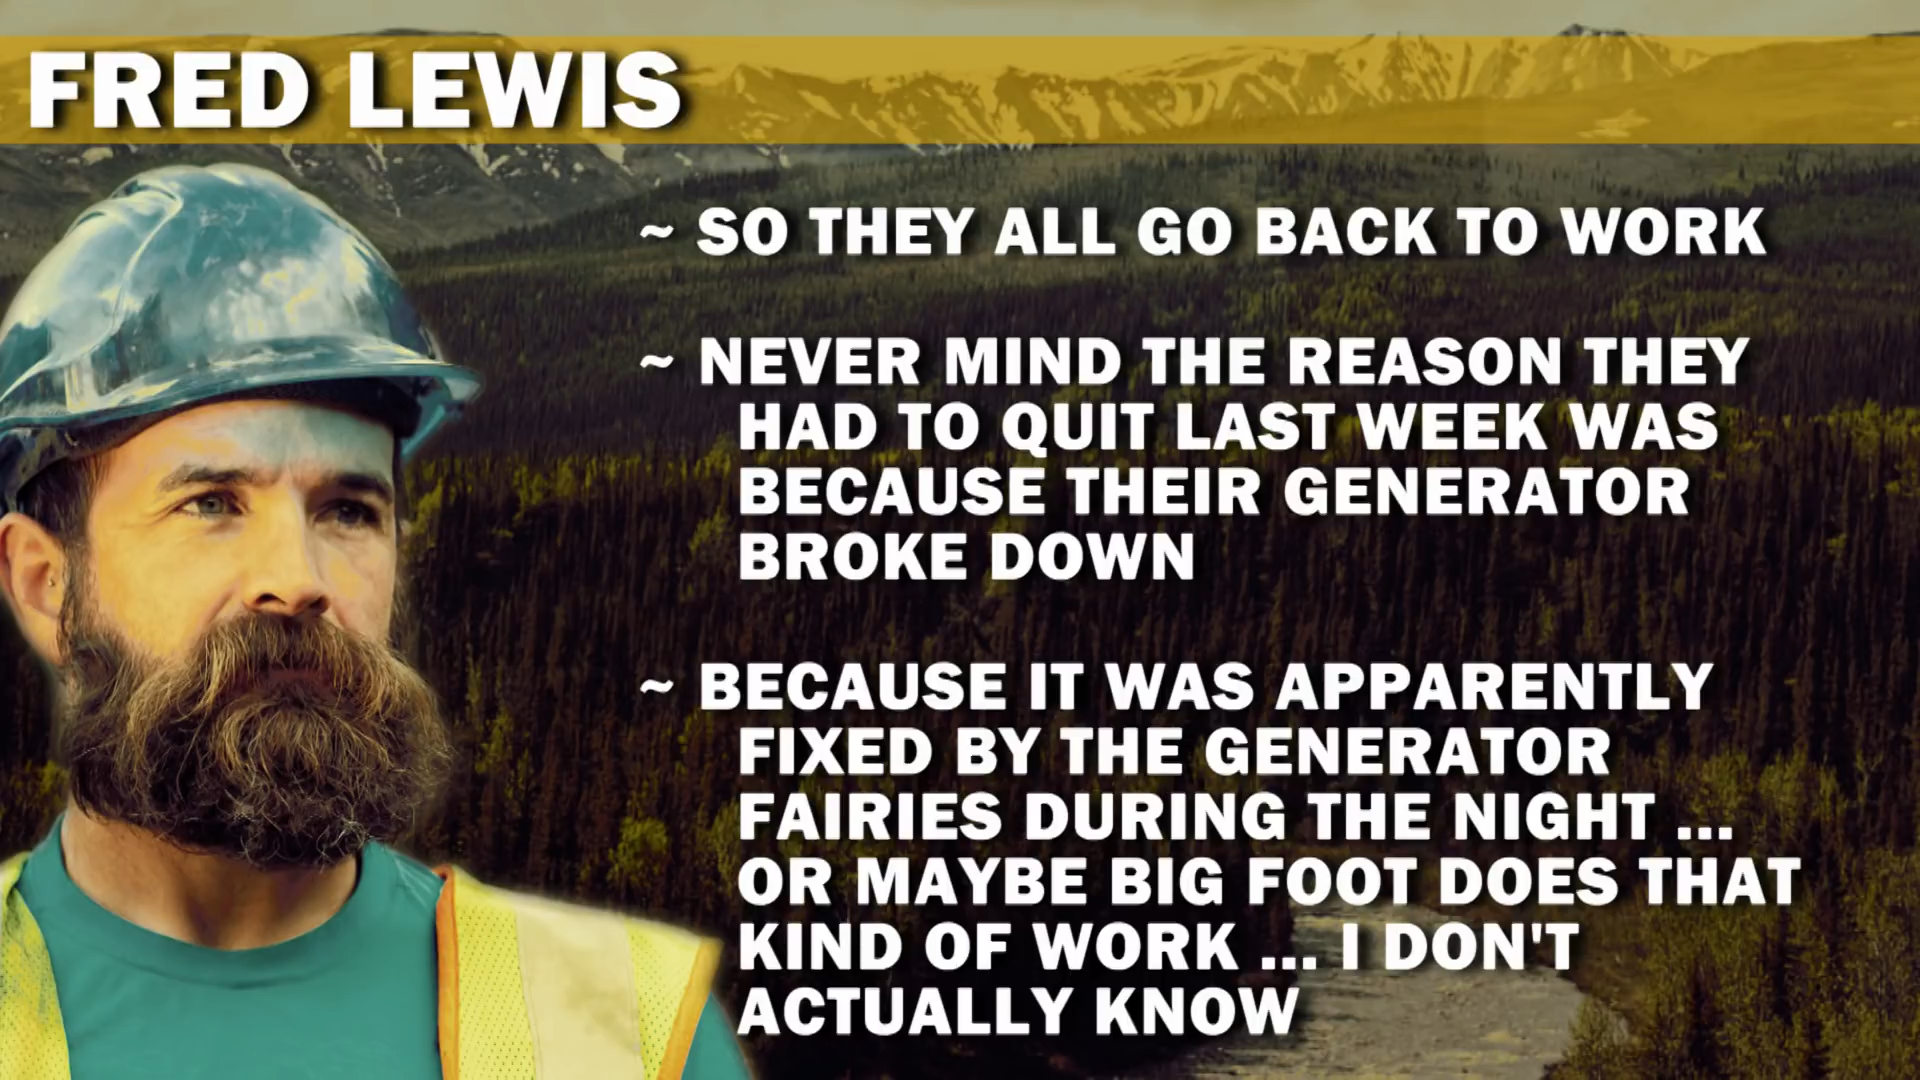 FRED LEWIS
~ SO THEY ALL GO BACK TO WORK
~ NEVER MIND THE REASON THEY
HAD TO QUIT LAST WEEK WAS
BECAUSE THEIR GENERATOR
BROKE DOWN
~ BECAUSE IT WAS APPARENTLY
FIXED BY THE GENERATOR
FAIRIES DURING THE NIGHT ...
OR MAYBE BIG FOOT DOES THAT
KIND OF WORK ... I DON'T
ACTUALLY KNOW